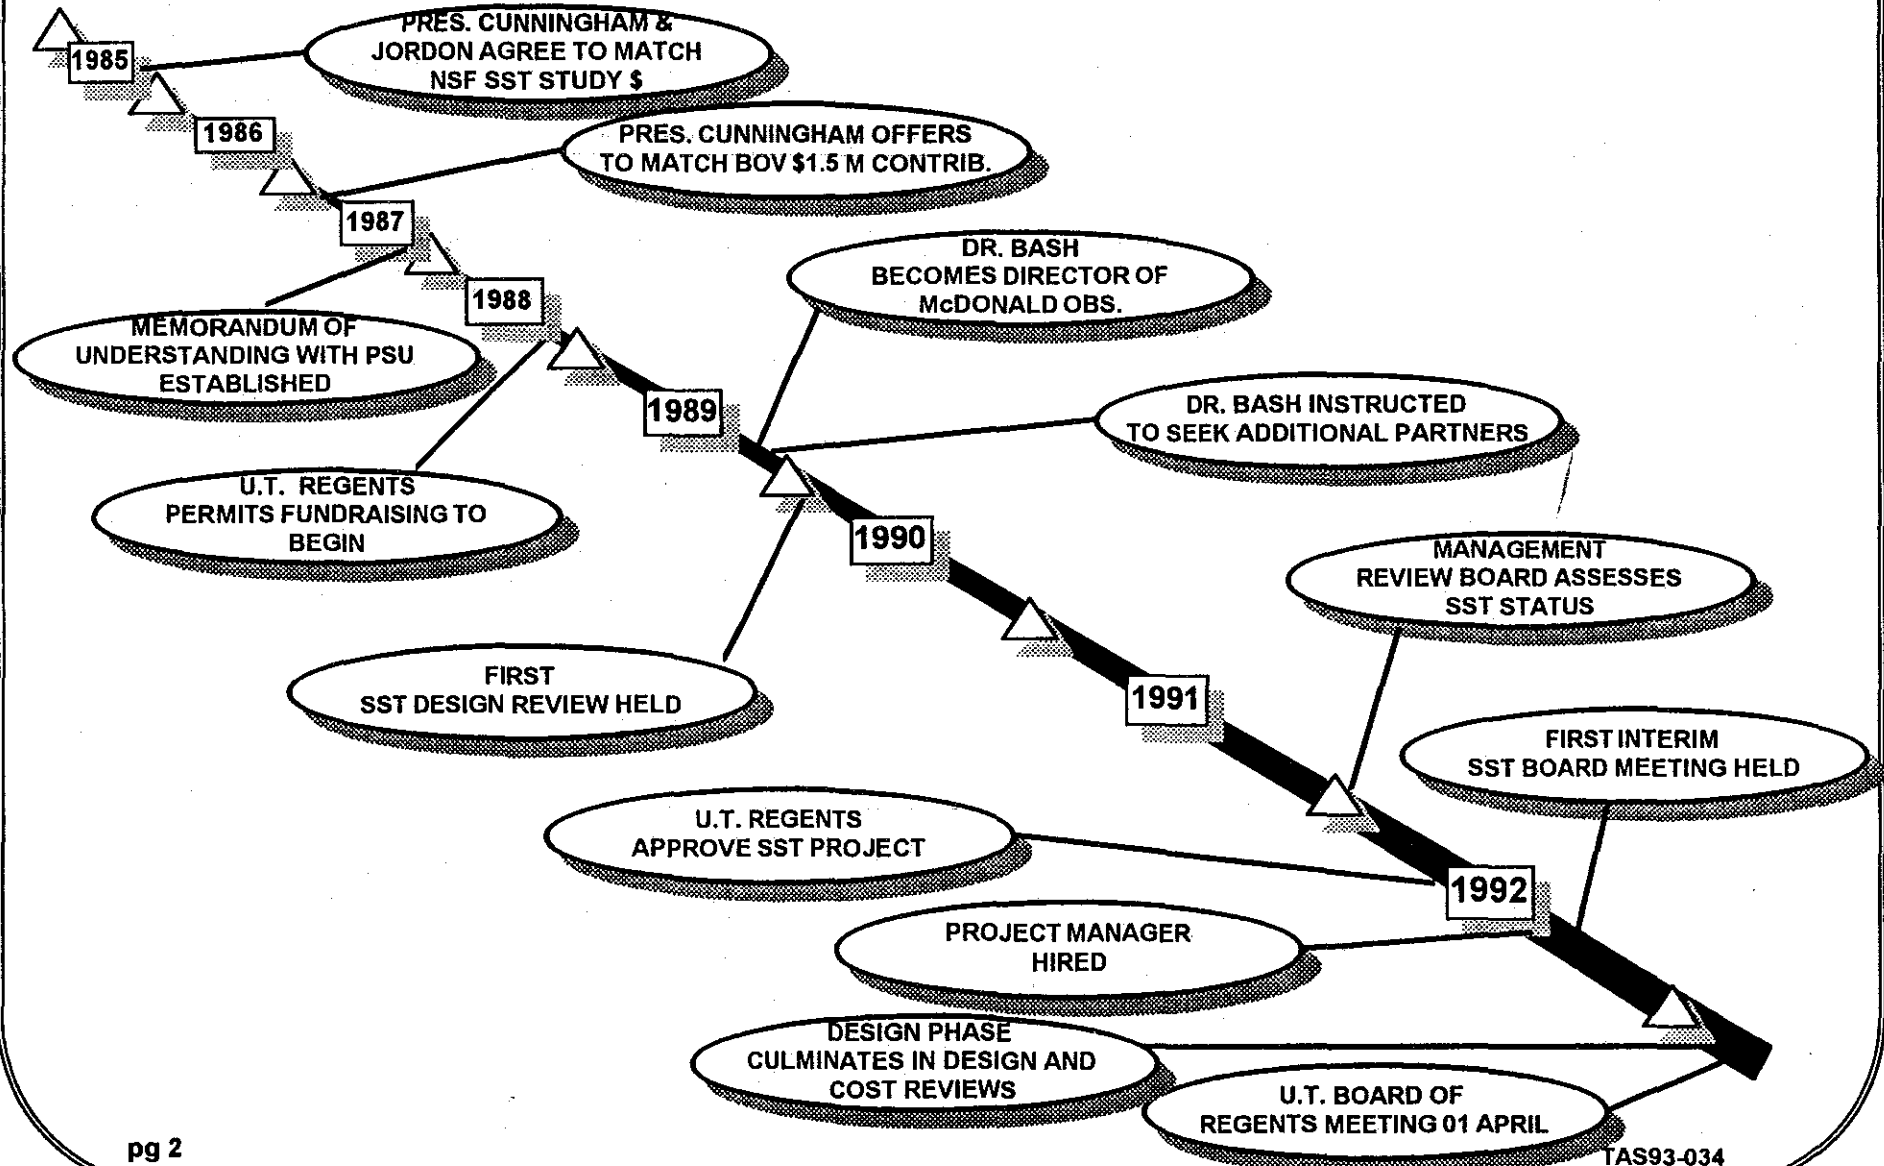 PRES. CUNNINGHAM &
JORDON AGREE TO MATCH
NSF SST STUDY $
1985
1986
PRES. CUNNINGHAM OFFERS
TO MATCH BOV $1.5 M CONTRIB.
1987
DR. BASH
BECOMES DIRECTOR OF
McDONALD OBS.
1988
MEMORANDUM OF
UNDERSTANDING WITH PSU
ESTABLISHED
1989
DR. BASH INSTRUCTED
TO SEEK ADDITIONAL PARTNERS
U.T. REGENTS
PERMITS FUNDRAISING TO
BEGIN
1990
MANAGEMENT
REVIEW BOARD ASSESSES
SST STATUS
FIRST
SST DESIGN REVIEW HELD
1991
FIRST INTERIM
SST BOARD MEETING HELD
U.T. REGENTS
APPROVE SST PROJECT
1992
PROJECT MANAGER
HIRED
DESIGN PHASE
CULMINATES IN DESIGN AND
COST REVIEWS
U.T. BOARD OF
REGENTS MEETING 01 APRIL
pg 2
TAS93-034